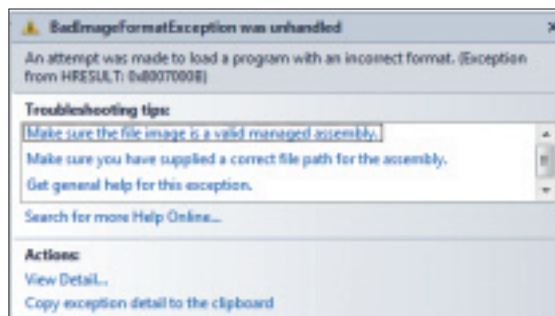 BadImageFormatException was unhandled
An attempt was made to load a program with an incorrect format. (Exception
from HRESULT: 0x8007000B)
Troubleshooting tips:
Make sure the file image is a valid managed assembly.
Make sure you have supplied a correct file path for the assembly.
Get general help for this exception.
Search for more Help Online...
Actions:
View Detail...
Copy exception detail to the clipboard